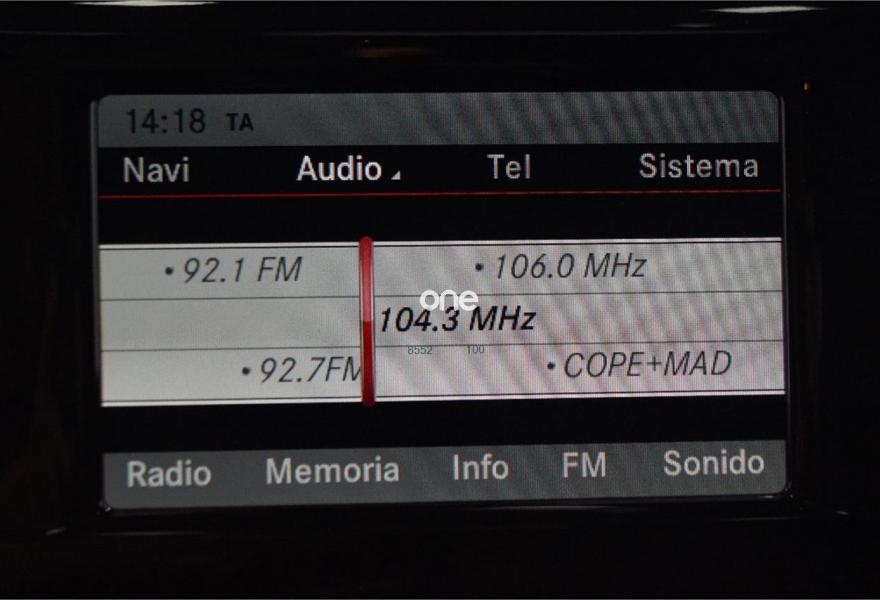 14:18 TA
Navi Audio Tel Sistema
•92.1 FM •106.0 MHz
one
104.3 MHz
8552 100
•92.7FM •COPE+MAD
Radio Memoria Info FM Sonido